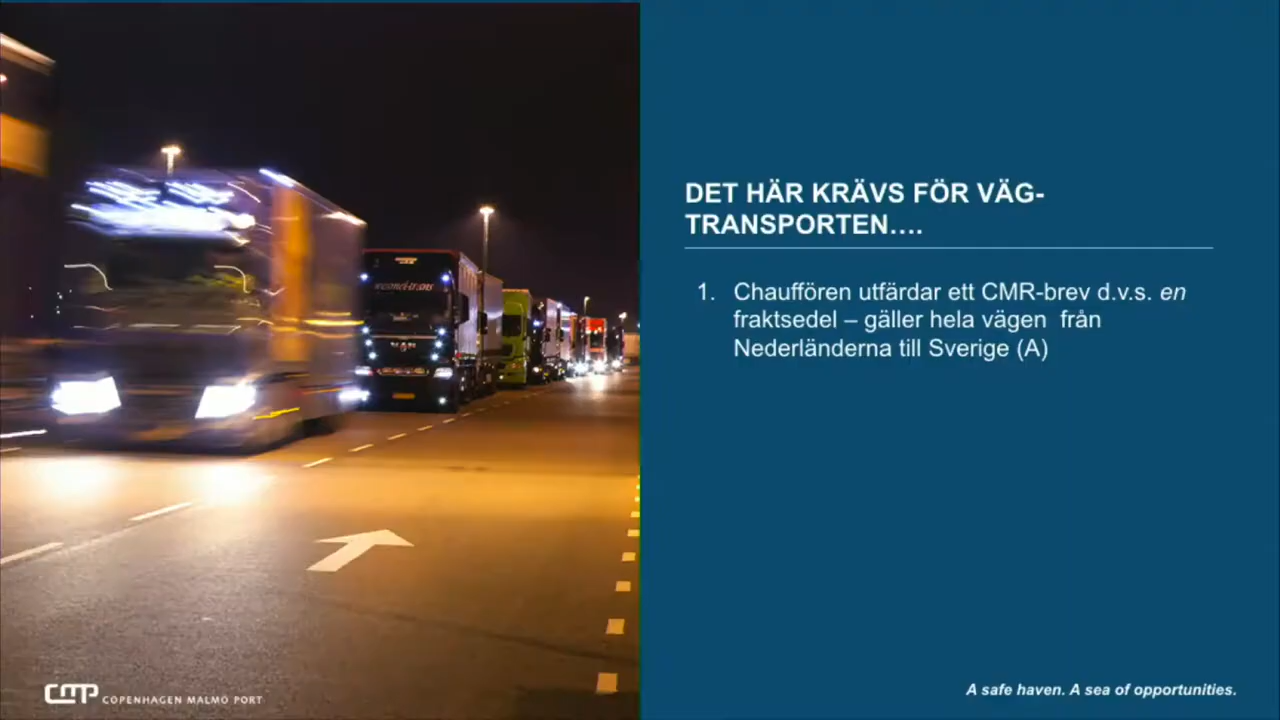 DET HÄR KRÄVS FÖR VÄG-
TRANSPORTEN....
1. Chauffören utfärdar ett CMR-brev d.v.s. en
fraktsedel – gäller hela vägen från
Nederländerna till Sverige (A)
CMP COPENHAGEN MALMÖ PORT
A safe haven. A sea of opportunities.